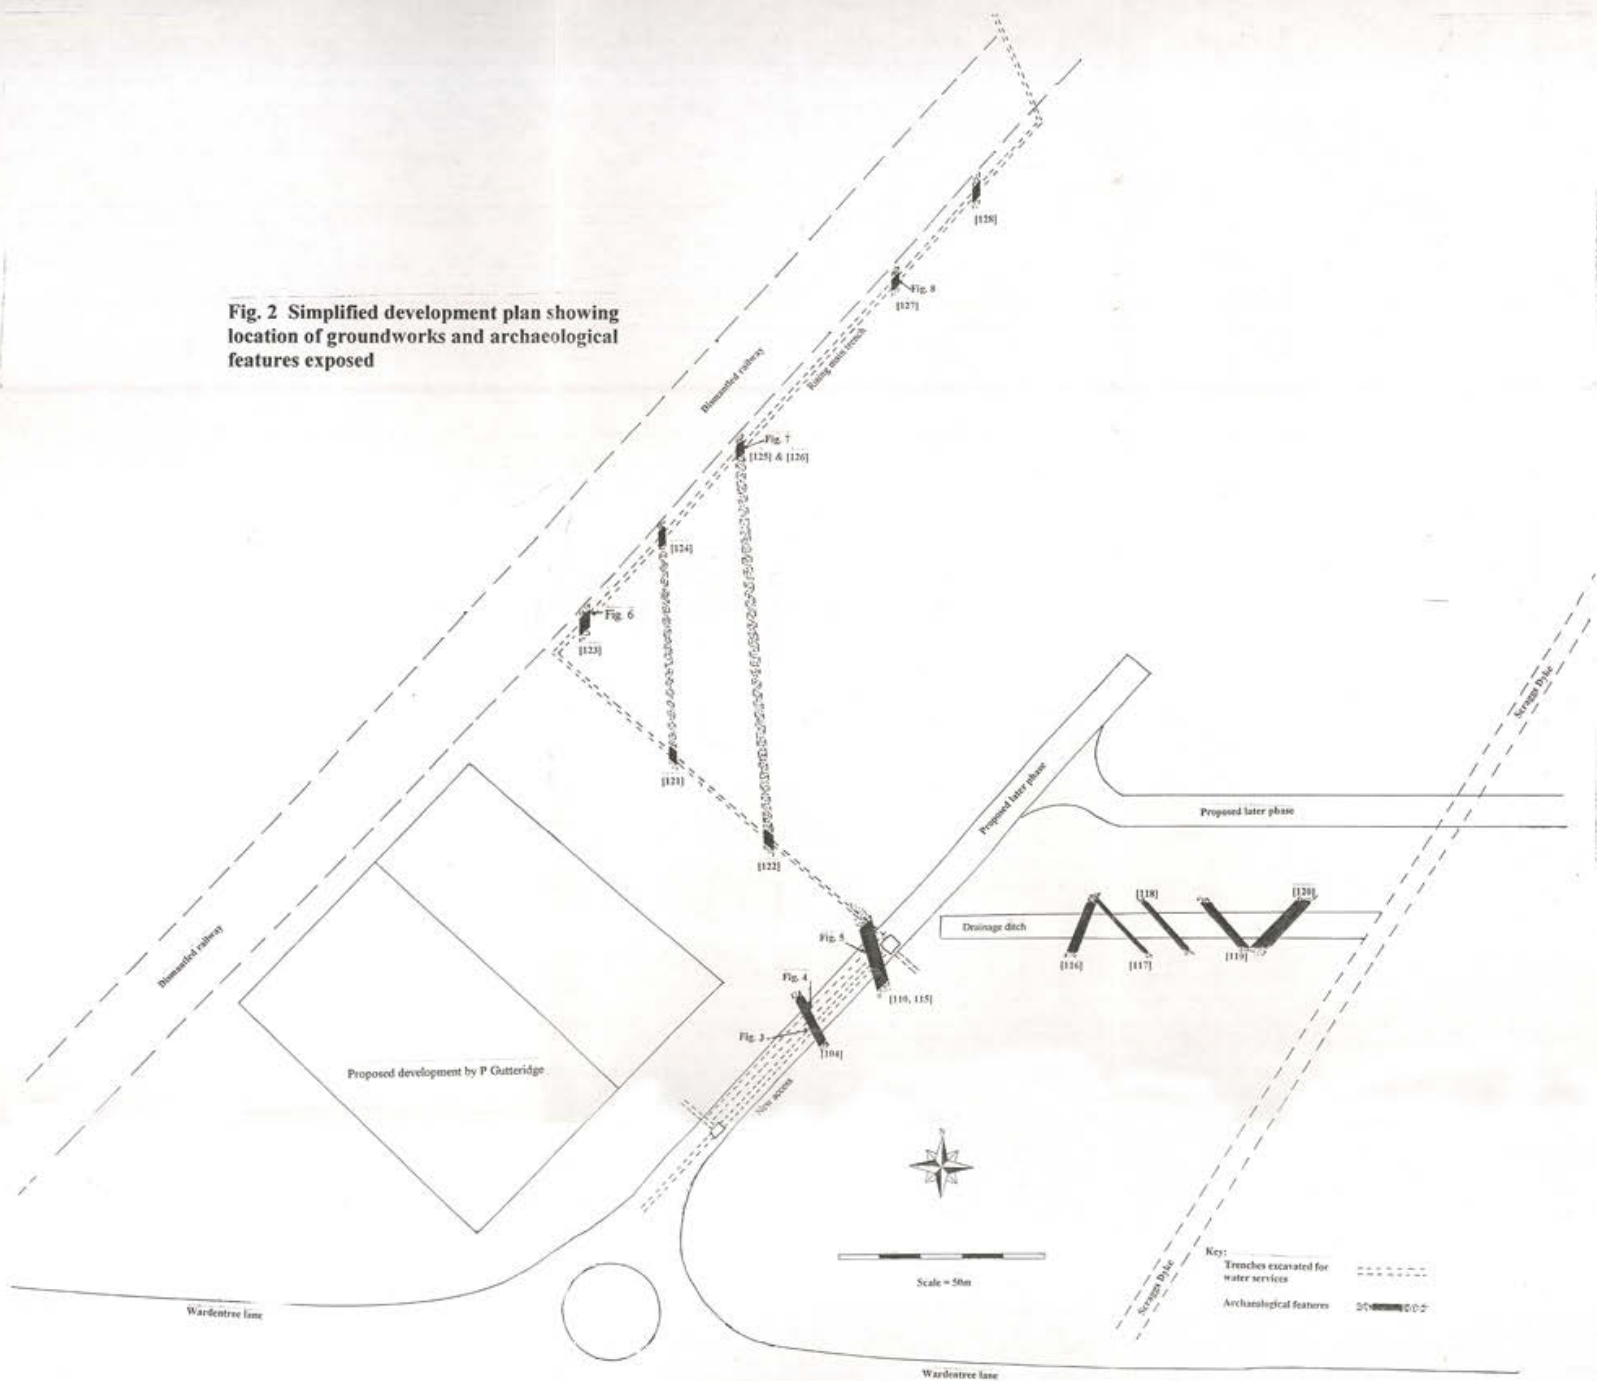 Fig. 2 Simplified development plan showing
location of groundworks and archaeological
features exposed
[128]
Fig. 8
[127]
Rising main trench
Dismantled railway
Fig. 7
[125] & [126]
[124]
Fig. 6
[123]
[121]
[122]
Scraggs Dyke
Proposed later phase
Proposed later phase
[118]
[120]
Drainage ditch
[116]
[117]
[119]
Fig. 5
[110, 115]
Fig. 4
Fig. 3
[104]
Dismantled railway
Proposed development by P Gutteridge
New access
N
Scale = 50m
Key:
Trenches excavated for
water services
Archaeological features
Scraggs Dyke
Wardentree lane
Wardentree lane